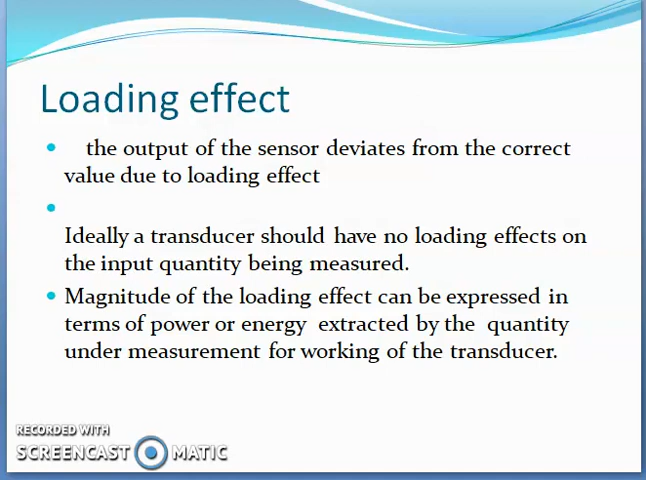 Loading effect
• the output of the sensor deviates from the correct
value due to loading effect
•
Ideally a transducer should have no loading effects on
the input quantity being measured.
• Magnitude of the loading effect can be expressed in
terms of power or energy extracted by the quantity
under measurement for working of the transducer.
RECORDED WITH
SCREENCAST MATIC